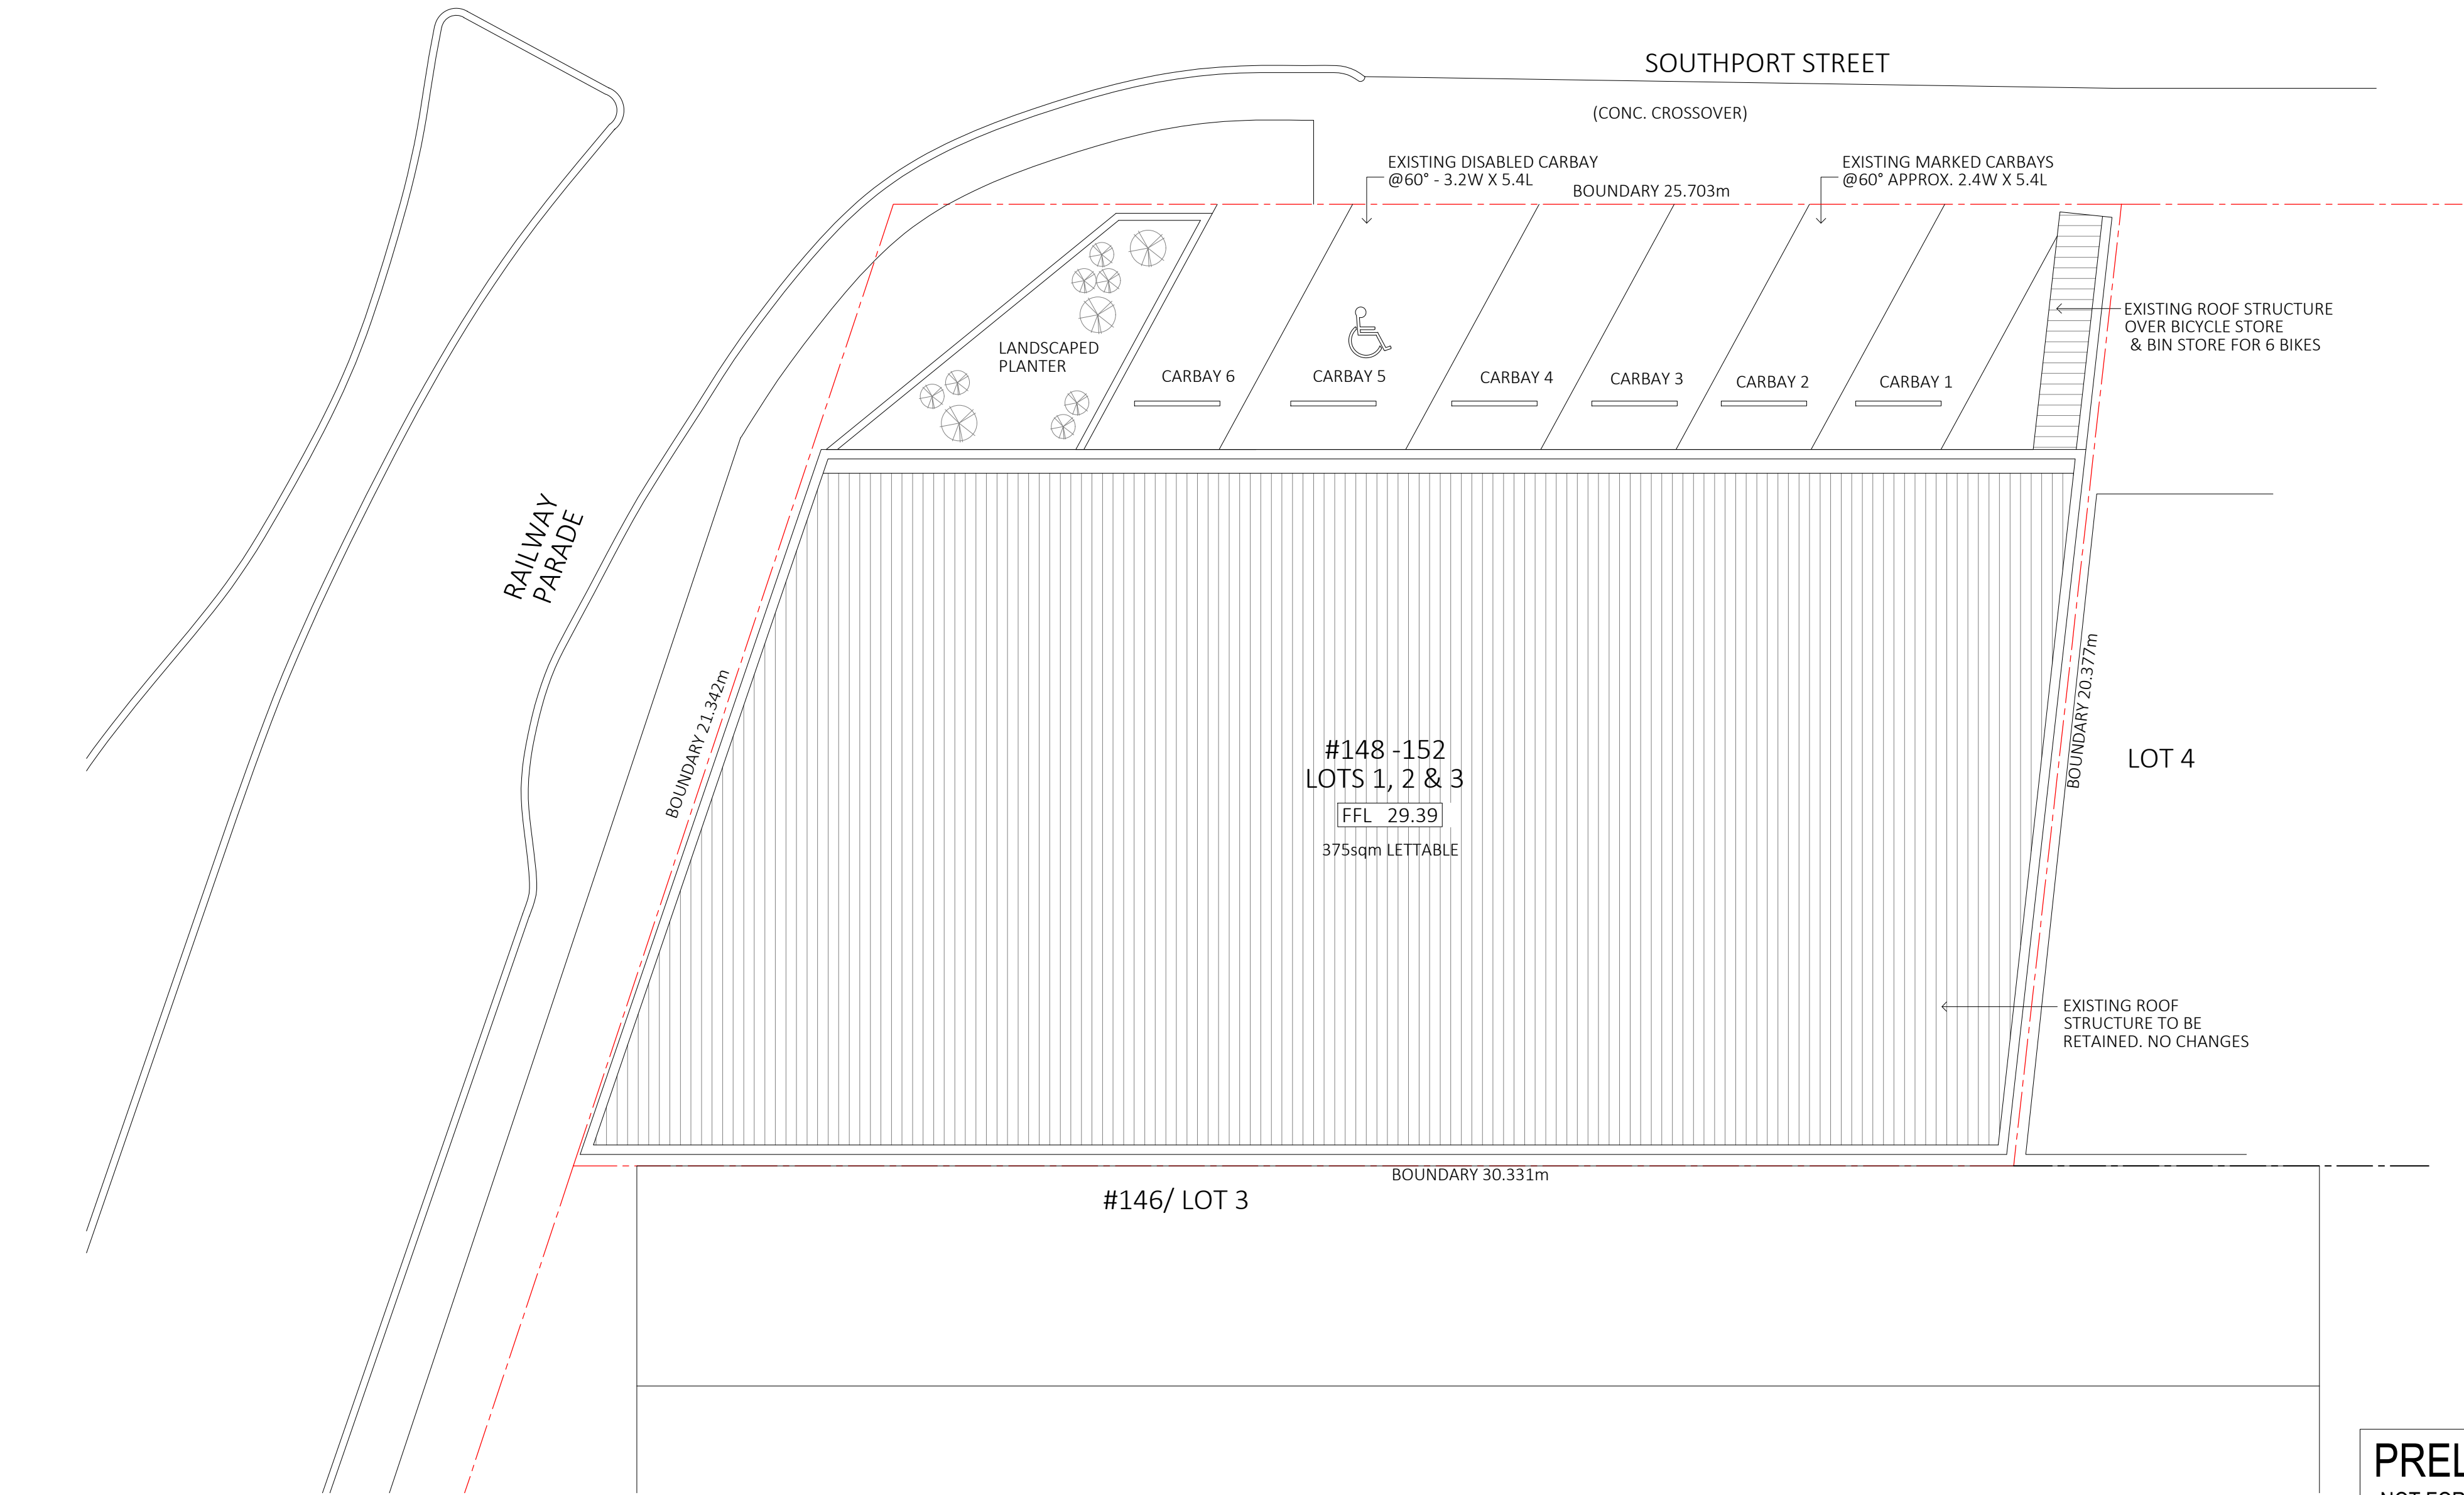 SOUTHPORT STREET
(CONC. CROSSOVER)
EXISTING DISABLED CARBAY
@60° - 3.2W X 5.4L
BOUNDARY 25.703m
EXISTING MARKED CARBAYS
@60° APPROX. 2.4W X 5.4L
EXISTING ROOF STRUCTURE
OVER BICYCLE STORE
& BIN STORE FOR 6 BIKES
LANDSCAPED
PLANTER
CARBAY 6
CARBAY 5
CARBAY 4
CARBAY 3
CARBAY 2
CARBAY 1
RAILWAY
PARADE
BOUNDARY 21.342m
BOUNDARY 20.377m
#148 -152
LOTS 1, 2 & 3
FFL 29.39
375sqm LETTABLE
LOT 4
EXISTING ROOF
STRUCTURE TO BE
RETAINED. NO CHANGES
BOUNDARY 30.331m
#146/ LOT 3